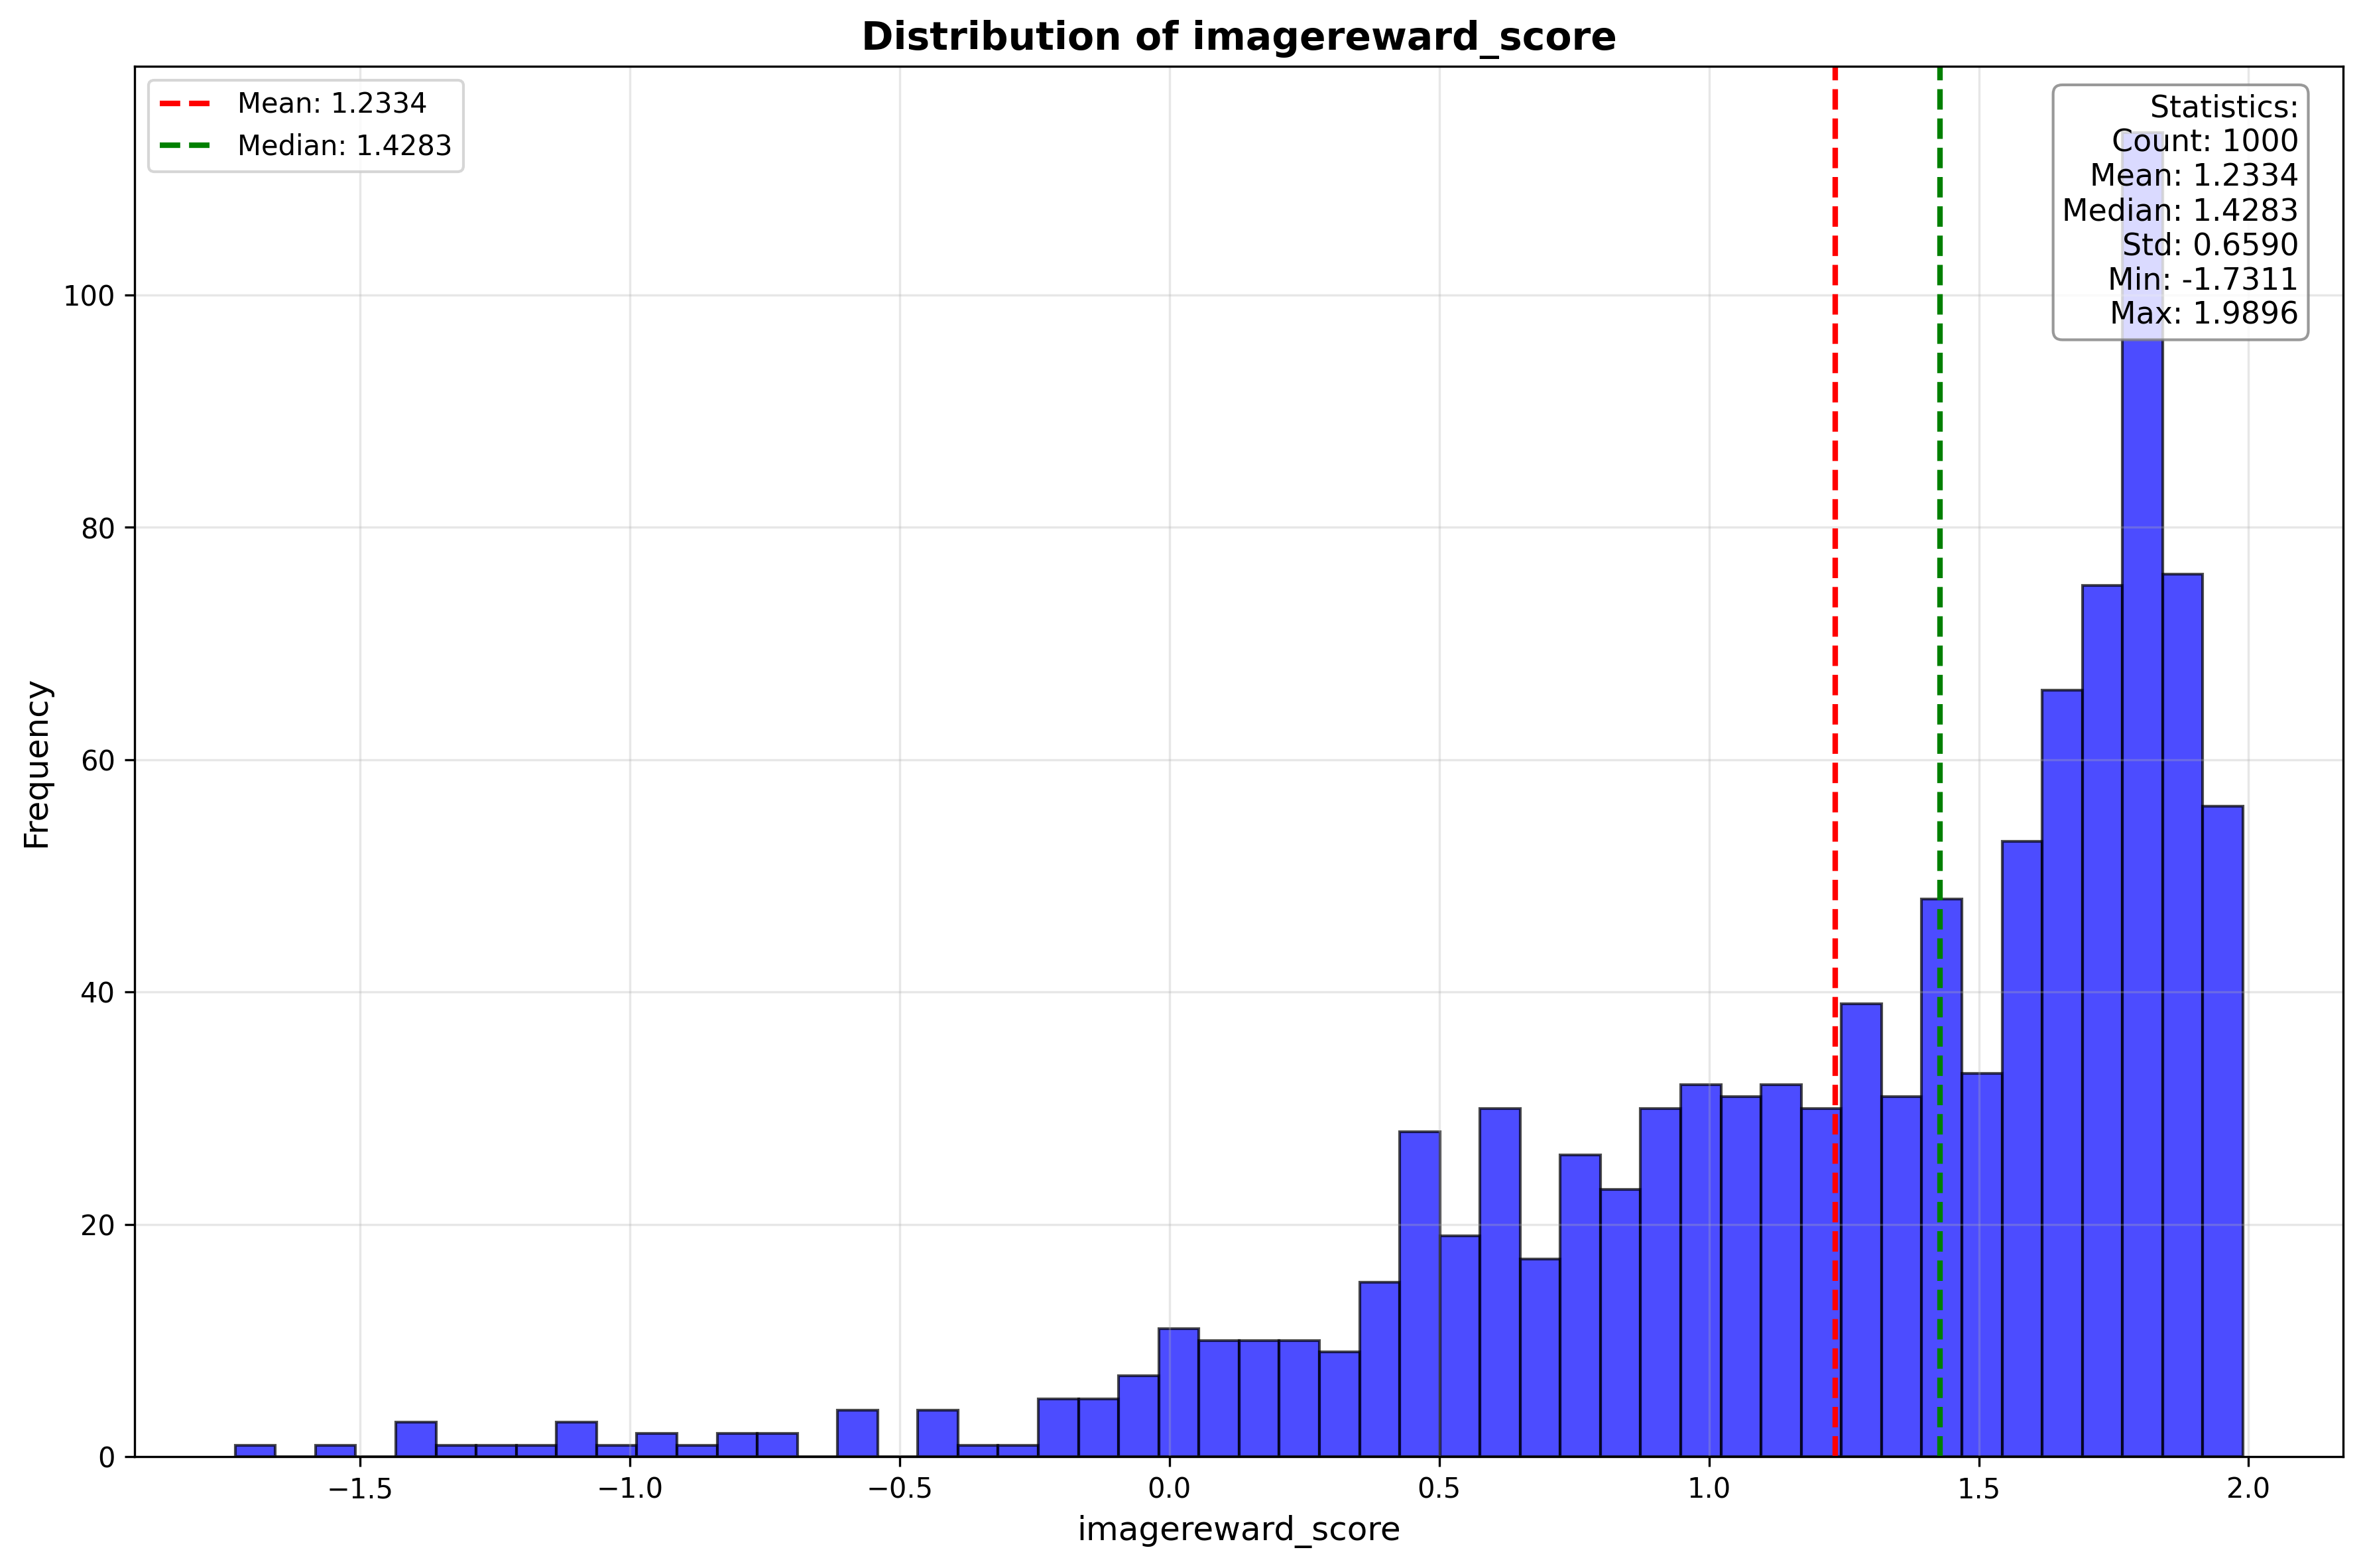 Distribution of imagereward_score
Mean: 1.2334
Median: 1.4283
Statistics:
Count: 1000
Mean: 1.2334
Median: 1.4283
Std: 0.6590
Min: -1.7311
Max: 1.9896
Frequency
100
80
60
40
20
0
−1.5
−1.0
−0.5
0.0
0.5
1.0
1.5
2.0
imagereward_score